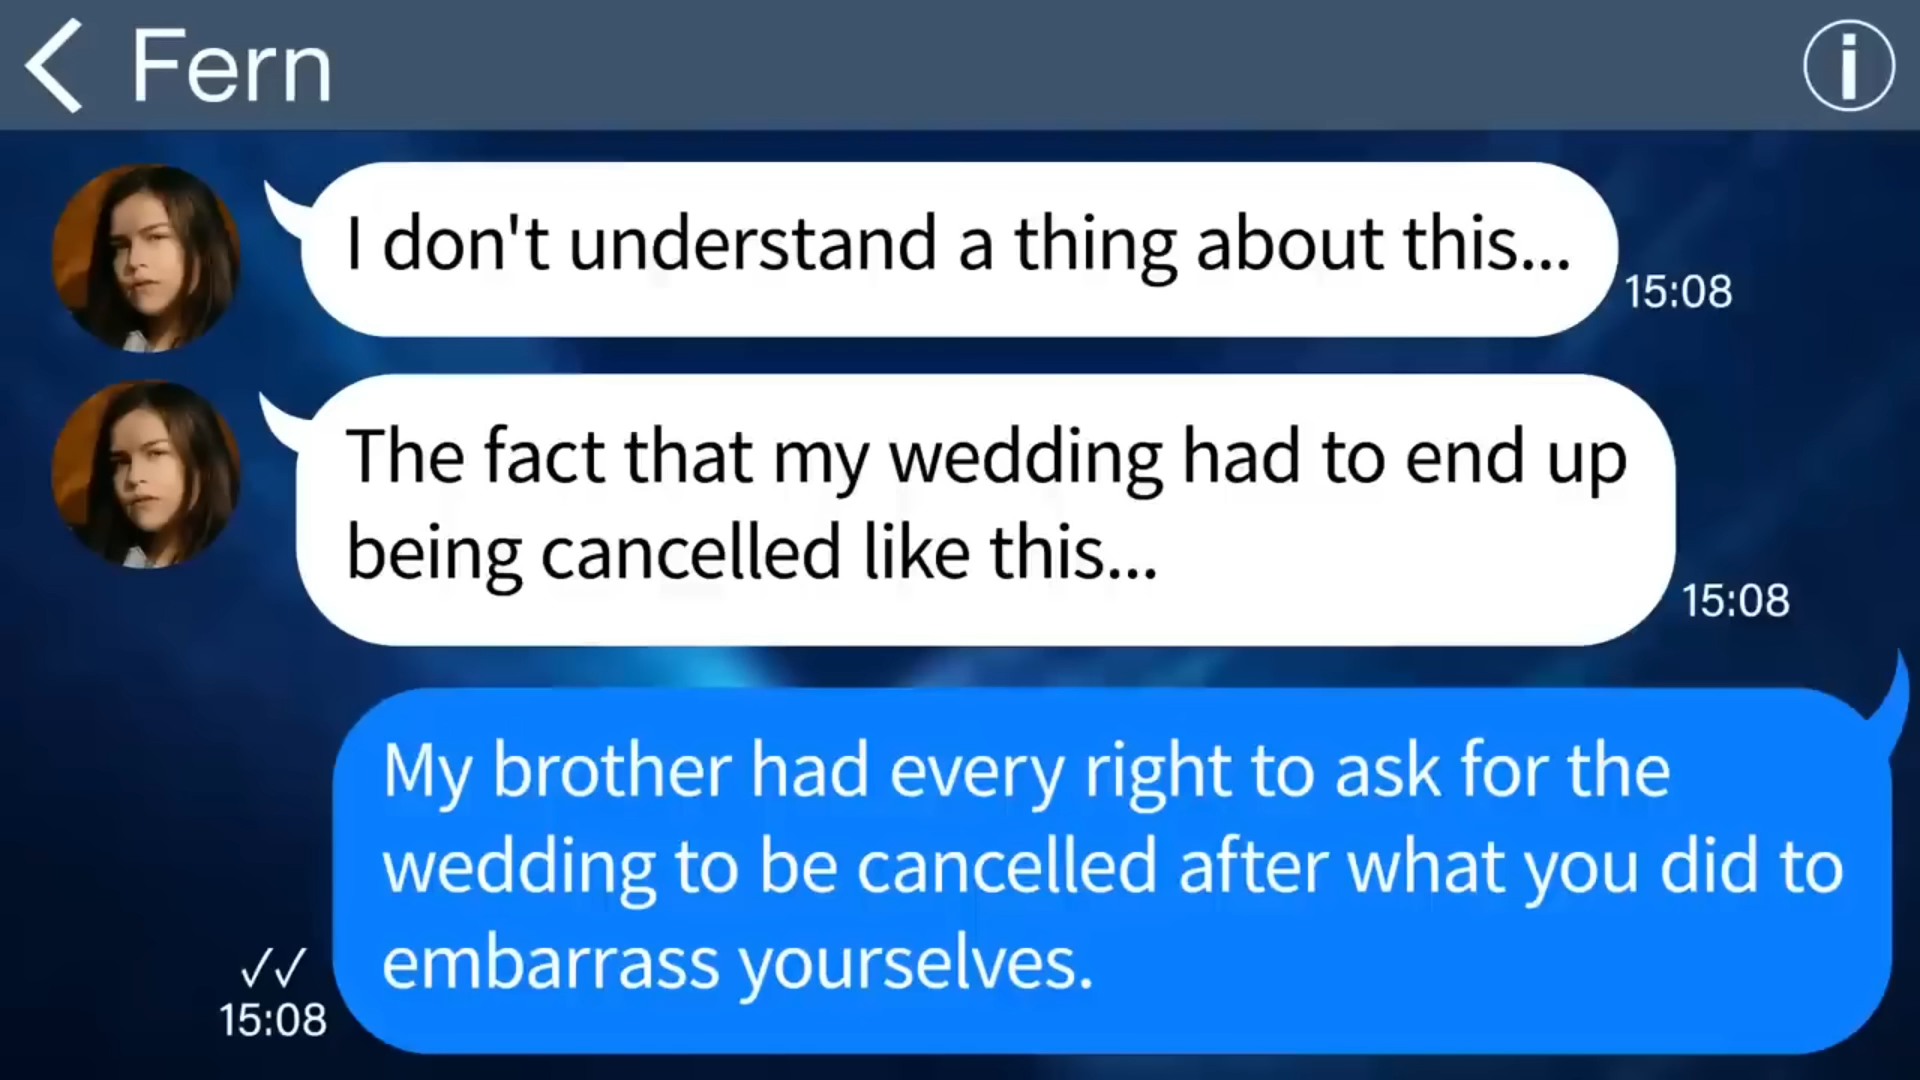 Fern
I don't understand a thing about this...
15:08
The fact that my wedding had to end up
being cancelled like this...
15:08
My brother had every right to ask for the
wedding to be cancelled after what you did to
embarrass yourselves.
15:08